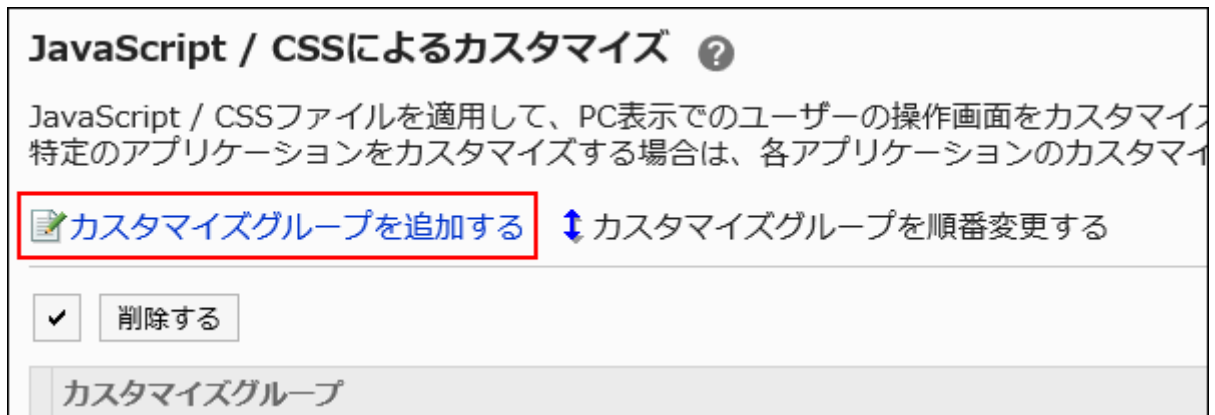 JavaScript / CSSによるカスタマイズ ?
JavaScript / CSSファイルを適用して、PC表示でのユーザーの操作画面をカスタマイズ
特定のアプリケーションをカスタマイズする場合は、各アプリケーションのカスタマイ
カスタマイズグループを追加する カスタマイズグループを順番変更する
削除する
カスタマイズグループ